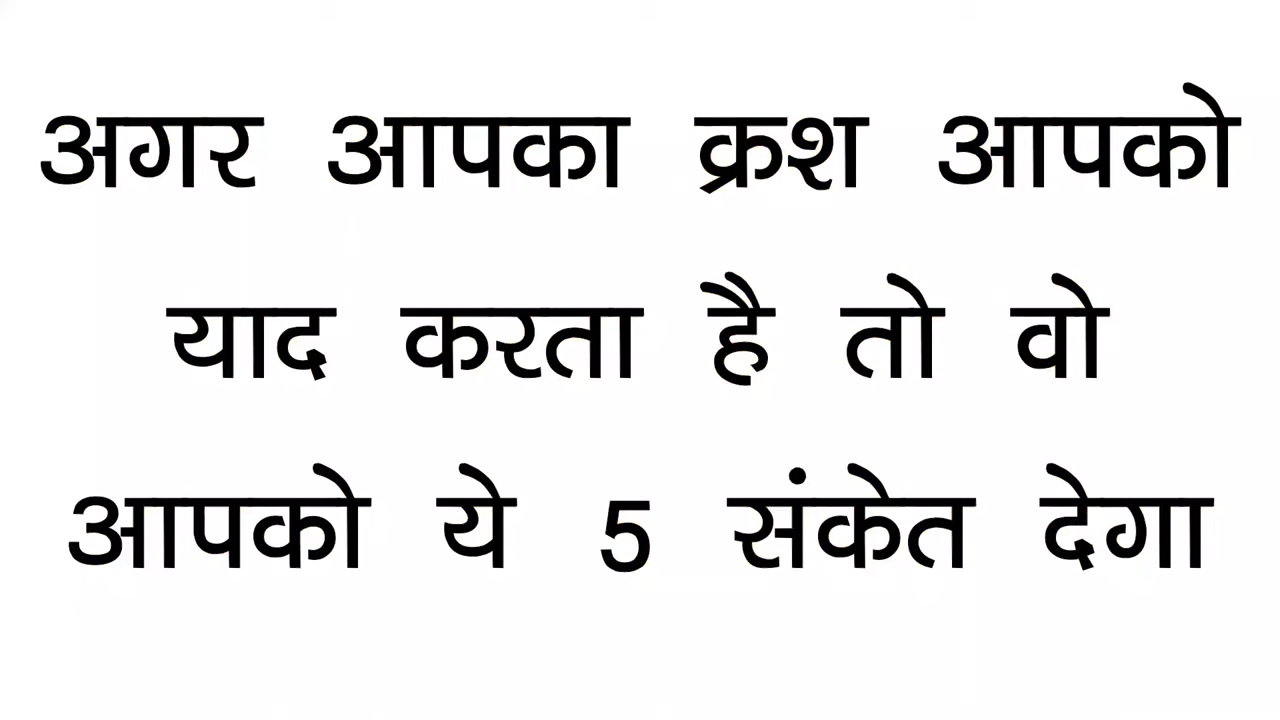 अगर आपका क्रश आपको
याद करता है तो वो
आपको ये 5 संकेत देगा